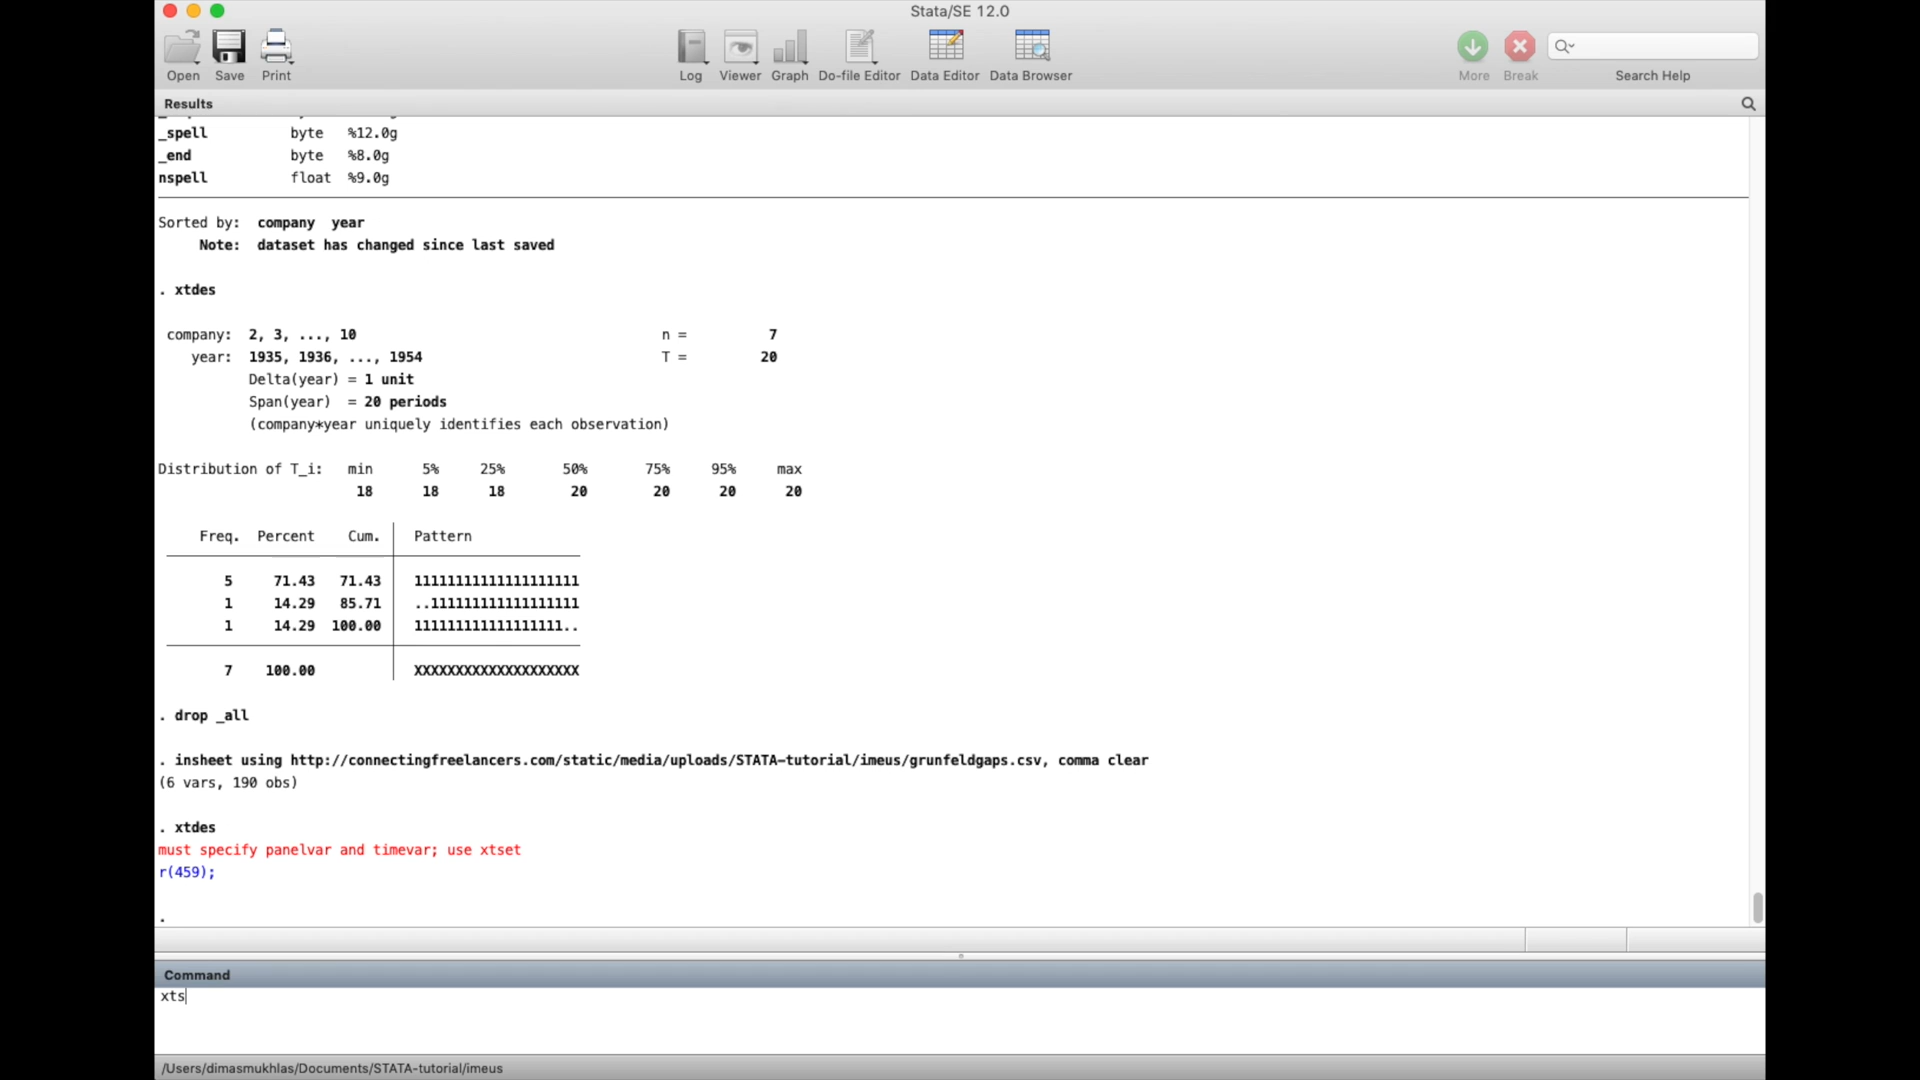 Stata/SE 12.0
Open Save Print Log Viewer Graph Do-file Editor Data Editor Data Browser More Break Search Help
Results
_spell byte %12.0g
_end byte %8.0g
nspell float %9.0g
Sorted by: company year
Note: dataset has changed since last saved
. xtdes
company: 2, 3, ..., 10 n = 7
year: 1935, 1936, ..., 1954 T = 20
Delta(year) = 1 unit
Span(year) = 20 periods
(company*year uniquely identifies each observation)
Distribution of T_i: min 5% 25% 50% 75% 95% max
18 18 18 20 20 20 20
Freq. Percent Cum. Pattern
5 71.43 71.43 11111111111111111111
1 14.29 85.71 ..111111111111111111
1 14.29 100.00 111111111111111111..
7 100.00 XXXXXXXXXXXXXXXXXXXX
. drop _all
. insheet using http://connectingfreelancers.com/static/media/uploads/STATA-tutorial/imeus/grunfeldgaps.csv, comma clear
(6 vars, 190 obs)
. xtdes
must specify panelvar and timevar; use xtset
r(459);
.
Command
xts
/Users/dimasmukhlas/Documents/STATA-tutorial/imeus